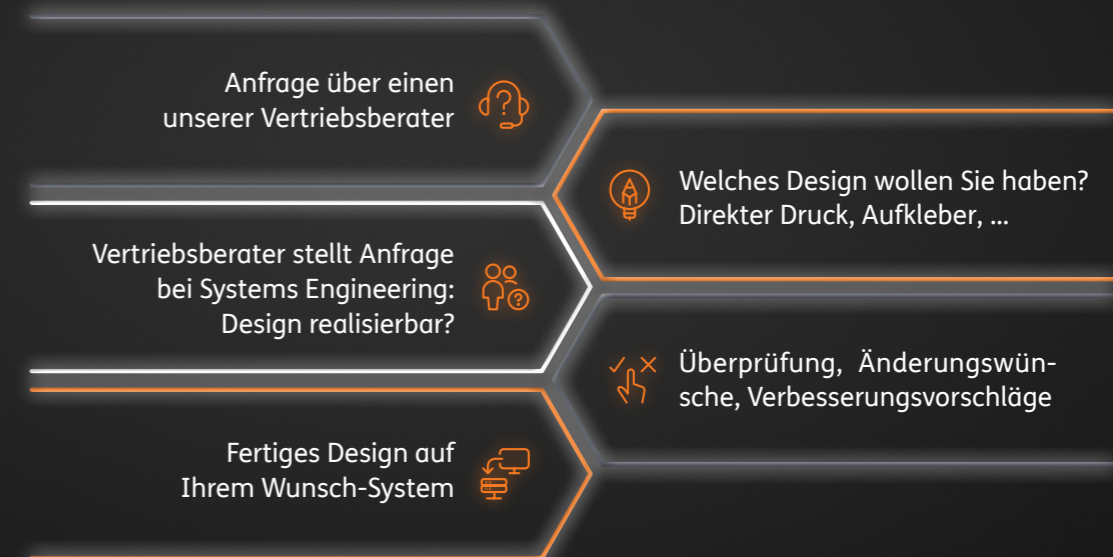 Anfrage über einen
unserer Vertriebsberater
Welches Design wollen Sie haben?
Direkter Druck, Aufkleber, ...
Vertriebsberater stellt Anfrage
bei Systems Engineering:
Design realisierbar?
Überprüfung, Änderungswün-
sche, Verbesserungsvorschläge
Fertiges Design auf
Ihrem Wunsch-System